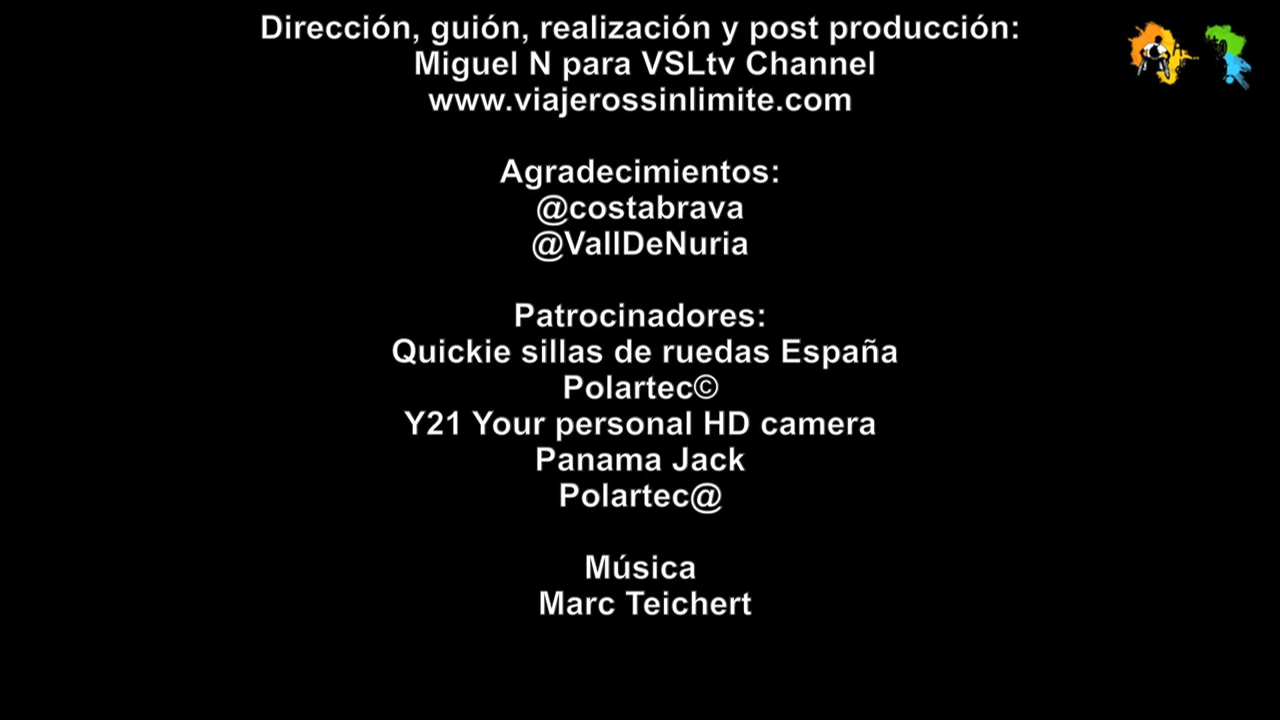 Dirección, guión, realización y post producción:
Miguel N para VSLtv Channel
www.viajerossinlimite.com
Agradecimientos:
@costabrava
@VallDeNuria
Patrocinadores:
Quickie sillas de ruedas España
Polartec©
Y21 Your personal HD camera
Panama Jack
Polartec@
Música
Marc Teichert